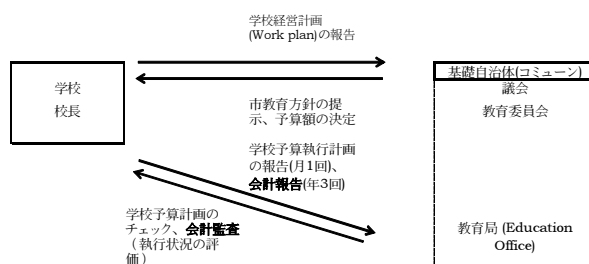 学校経営計画
(Work plan)の報告
学校
校長
基礎自治体(コミューン)
議会
教育委員会
市教育方針の提
示、予算額の決定
学校予算執行計画
の報告(月1回)、
会計報告(年3回)
学校予算計画の
チェック、会計監査
（執行状況の評
価）
教育局 (Education
Office)